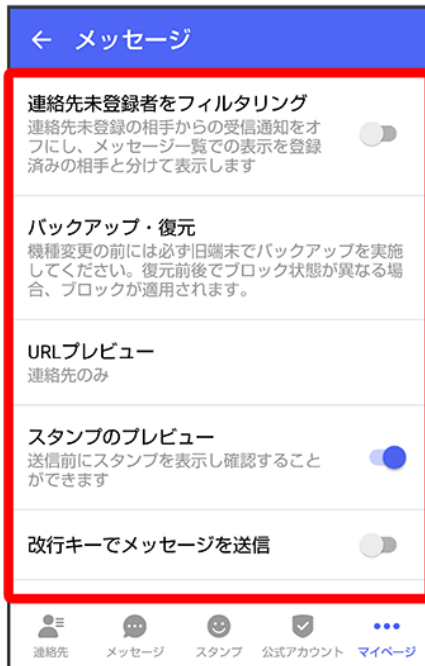 ← メッセージ
連絡先未登録者をフィルタリング
連絡先未登録の相手からの受信通知をオ
フにし、メッセージ一覧での表示を登録
済みの相手と分けて表示します
バックアップ・復元
機種変更の前には必ず旧端末でバックアップを実施
してください。復元前後でブロック状態が異なる場
合、ブロックが適用されます。
URLプレビュー
連絡先のみ
スタンプのプレビュー
送信前にスタンプを表示し確認すること
ができます
改行キーでメッセージを送信
連絡先 メッセージ スタンプ 公式アカウント マイページ